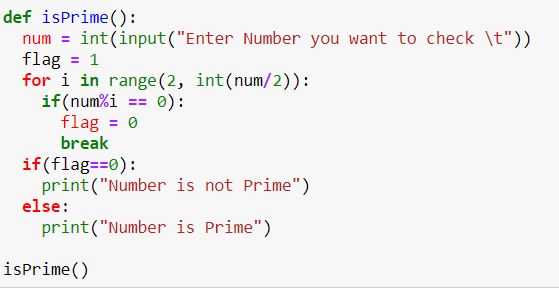 def isPrime():
  num = int(input("Enter Number you want to check \t"))
  flag = 1
  for i in range(2, int(num/2)):
    if(num%i == 0):
      flag = 0
      break
  if(flag==0):
    print("Number is not Prime")
  else:
    print("Number is Prime")

isPrime()